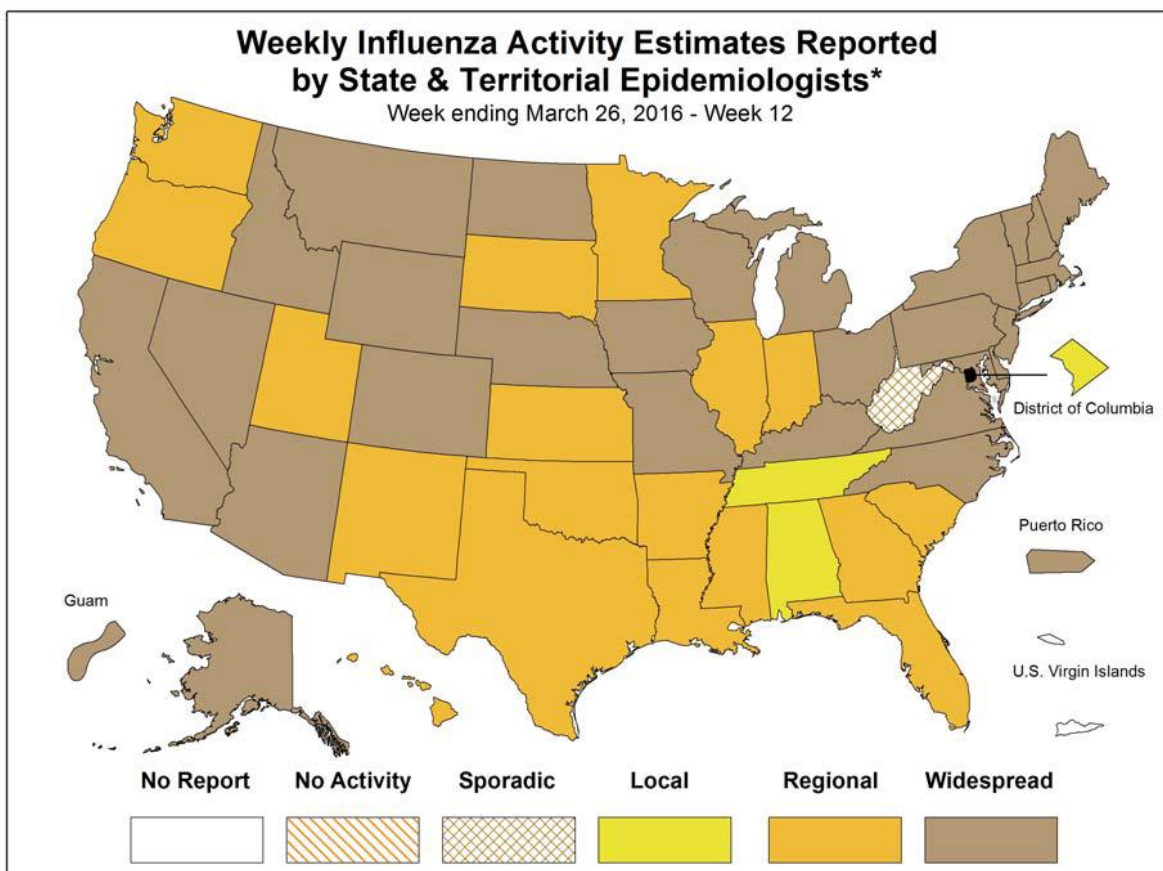 Weekly Influenza Activity Estimates Reported
by State & Territorial Epidemiologists*
Week ending March 26, 2016 - Week 12
District of Columbia
Puerto Rico
Guam
U.S. Virgin Islands
No Report No Activity Sporadic Local Regional Widespread